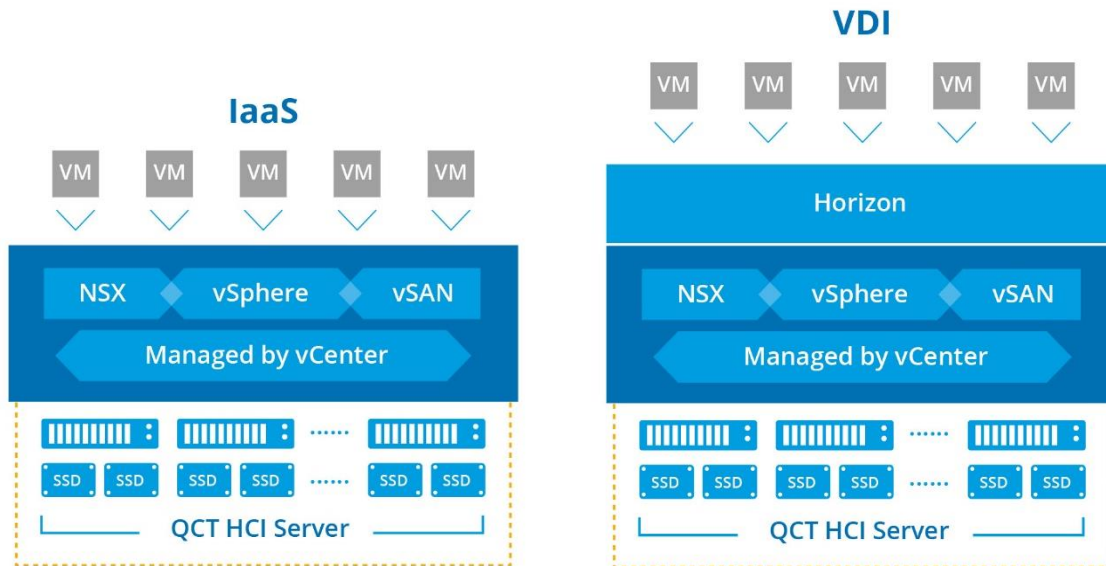 IaaS
VM VM VM VM VM
NSX vSphere vSAN
Managed by vCenter
SSD SSD SSD SSD SSD SSD
QCT HCI Server
VDI
VM VM VM VM VM
Horizon
NSX vSphere vSAN
Managed by vCenter
SSD SSD SSD SSD SSD SSD
QCT HCI Server